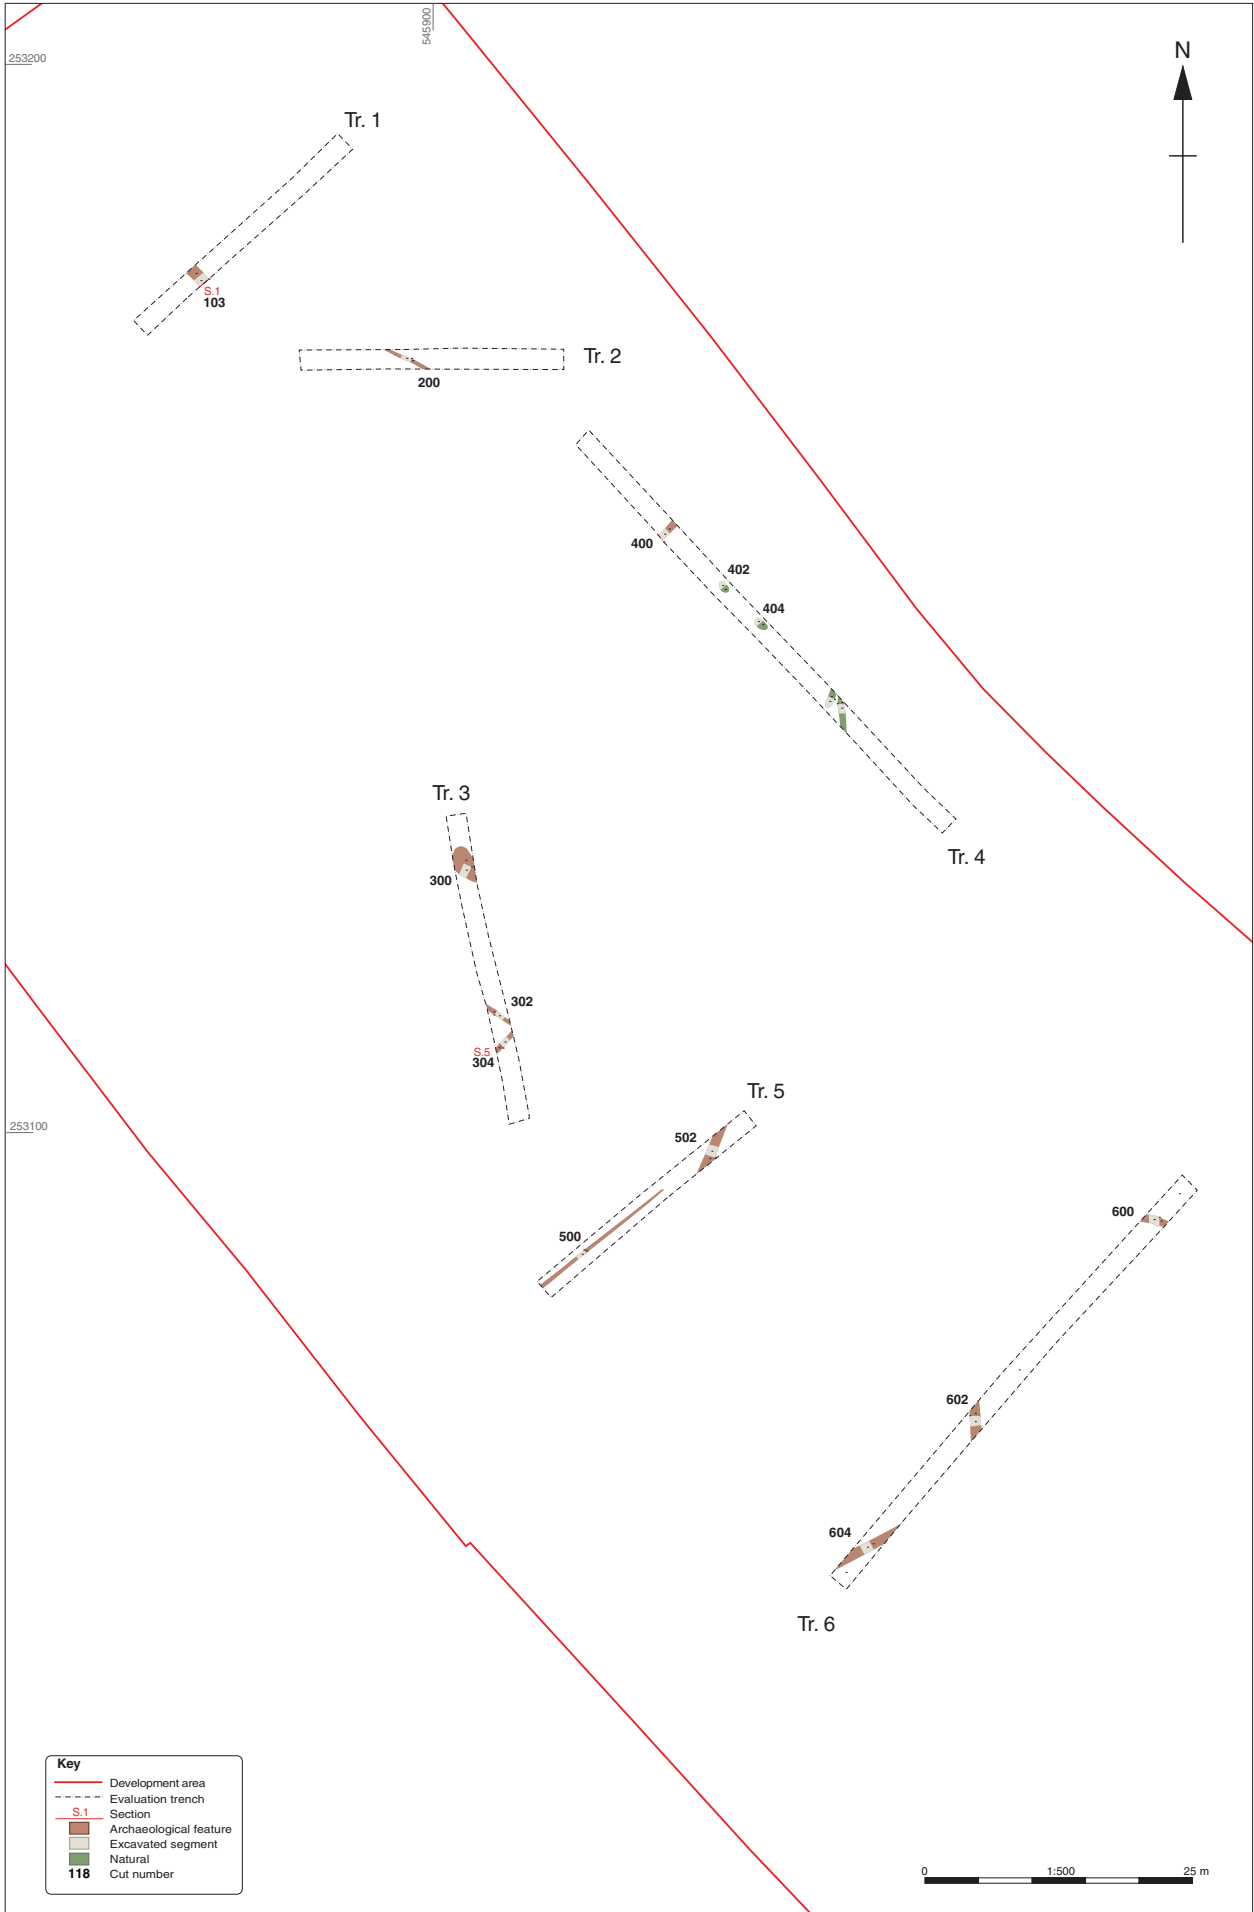 545900
253200
N
Tr. 1
S.1
103
Tr. 2
200
400
402
404
Tr. 3
Tr. 4
300
302
S.5
304
Tr. 5
253100
502
600
500
602
604
Tr. 6
Key
Development area
Evaluation trench
S.1 Section
Archaeological feature
Excavated segment
Natural
118 Cut number
0 1:500 25 m